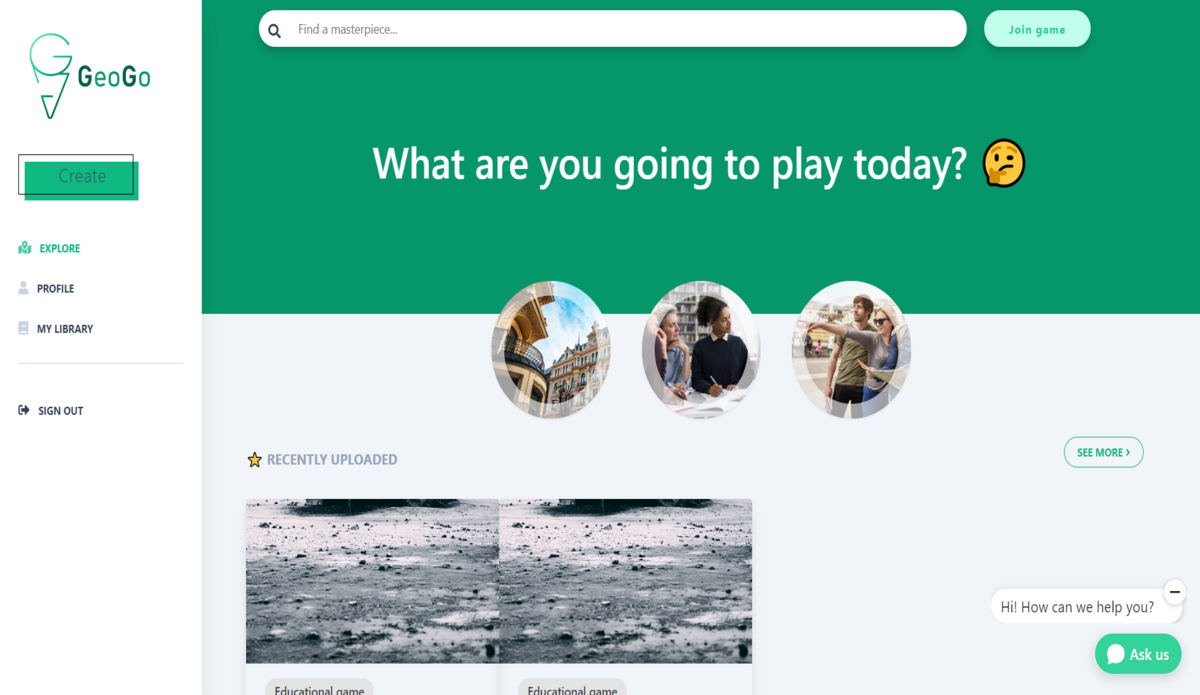 GeoGo
Create
EXPLORE
PROFILE
MY LIBRARY
SIGN OUT
Find a masterpiece...
Join game
What are you going to play today? 🤔
⭐ RECENTLY UPLOADED
SEE MORE ›
Educational game
Educational game
Hi! How can we help you?
Ask us